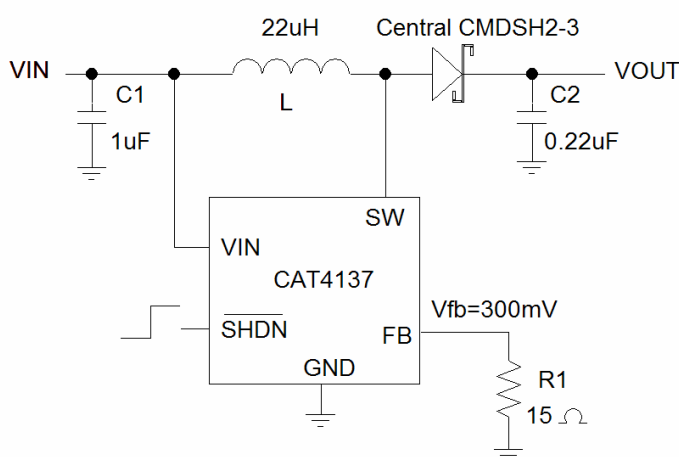 22uH
Central CMDSH2-3
VIN
VOUT
C1
L
C2
1uF
0.22uF
SW
VIN
CAT4137
Vfb=300mV
SHDN
FB
GND
R1
15 Ω